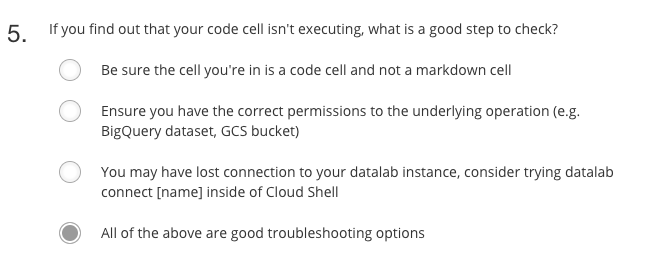 5. If you find out that your code cell isn't executing, what is a good step to check?
Be sure the cell you're in is a code cell and not a markdown cell
Ensure you have the correct permissions to the underlying operation (e.g.
BigQuery dataset, GCS bucket)
You may have lost connection to your datalab instance, consider trying datalab
connect [name] inside of Cloud Shell
All of the above are good troubleshooting options